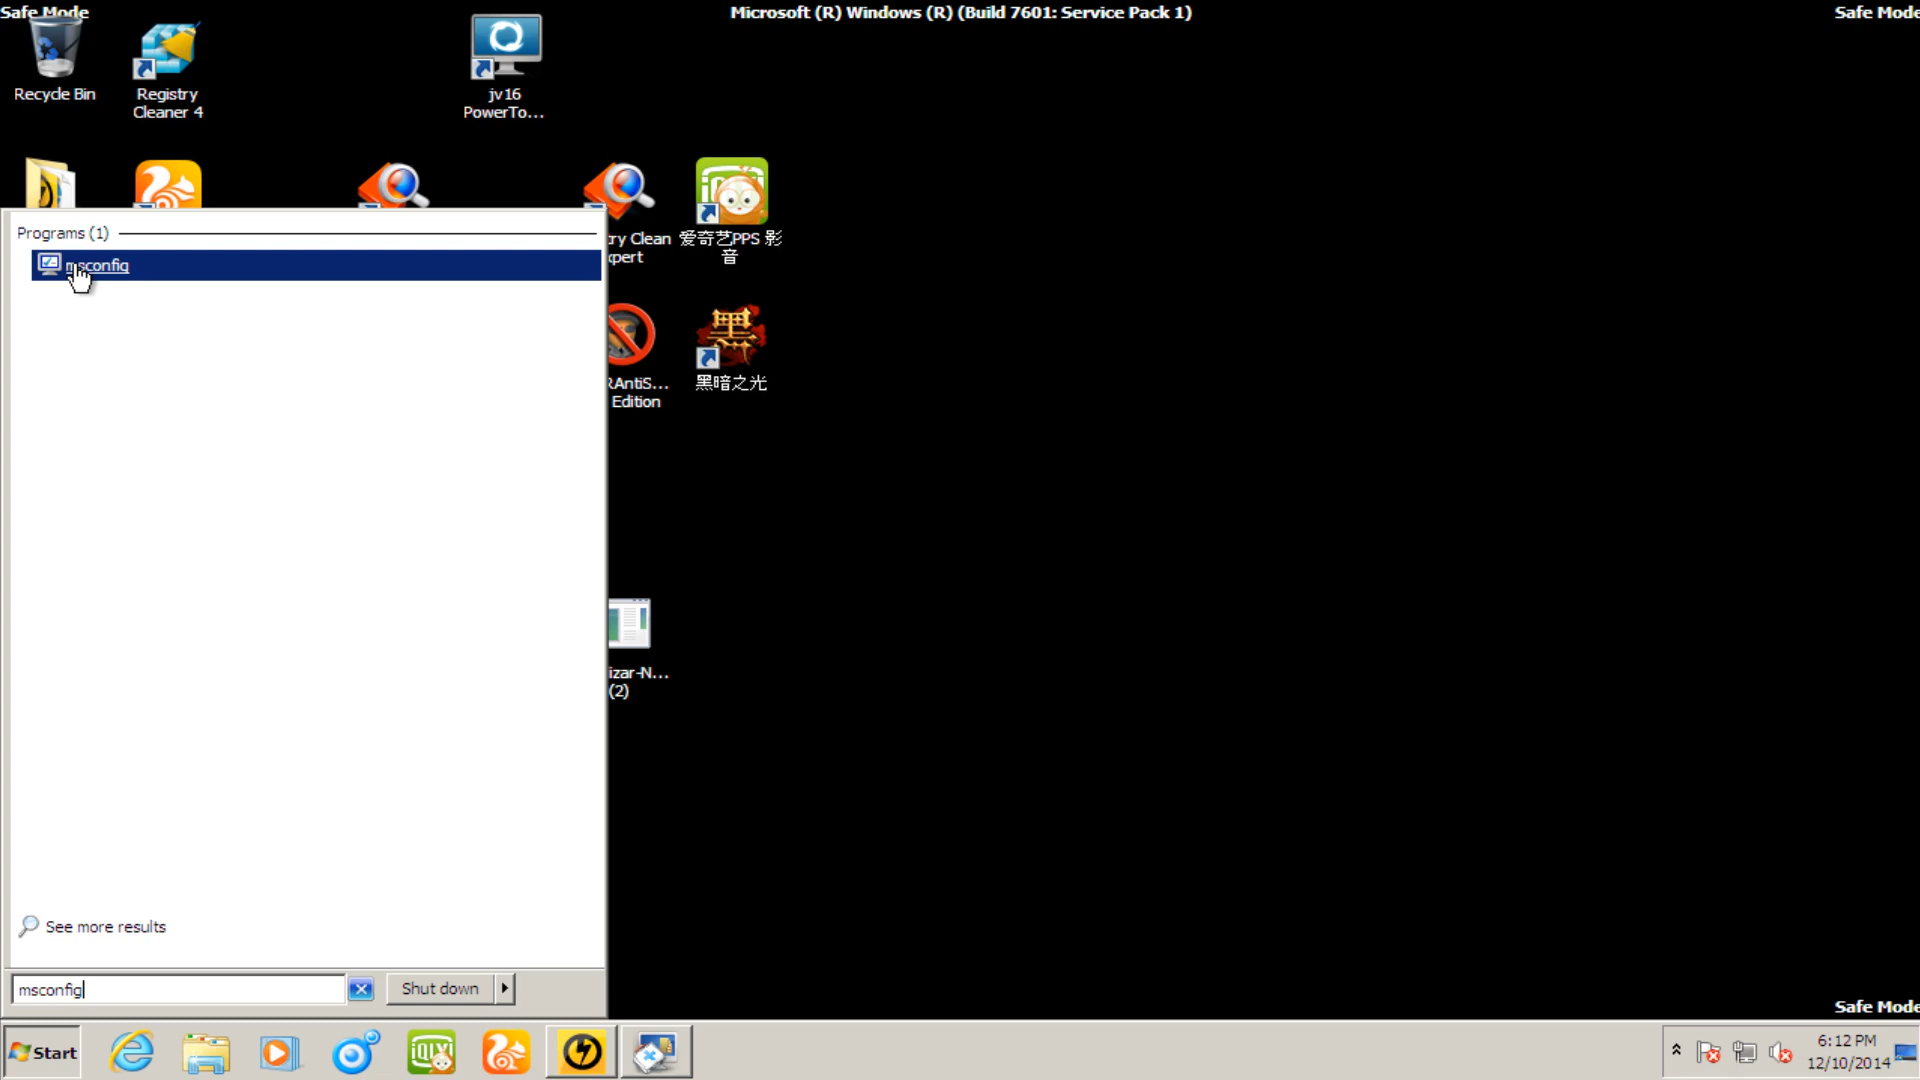 Safe Mode
Microsoft (R) Windows (R) (Build 7601: Service Pack 1)
Safe Mode
Recycle Bin
Registry
Cleaner 4
jv16
PowerTo...
Programs (1)
msconfig
ry Clean
xpert
爱奇艺PPS 影
音
RAntiS...
Edition
黑暗之光
izar-N...
(2)
See more results
msconfig
Shut down
Safe Mode
Start
iQIYI
6:12 PM
12/10/2014